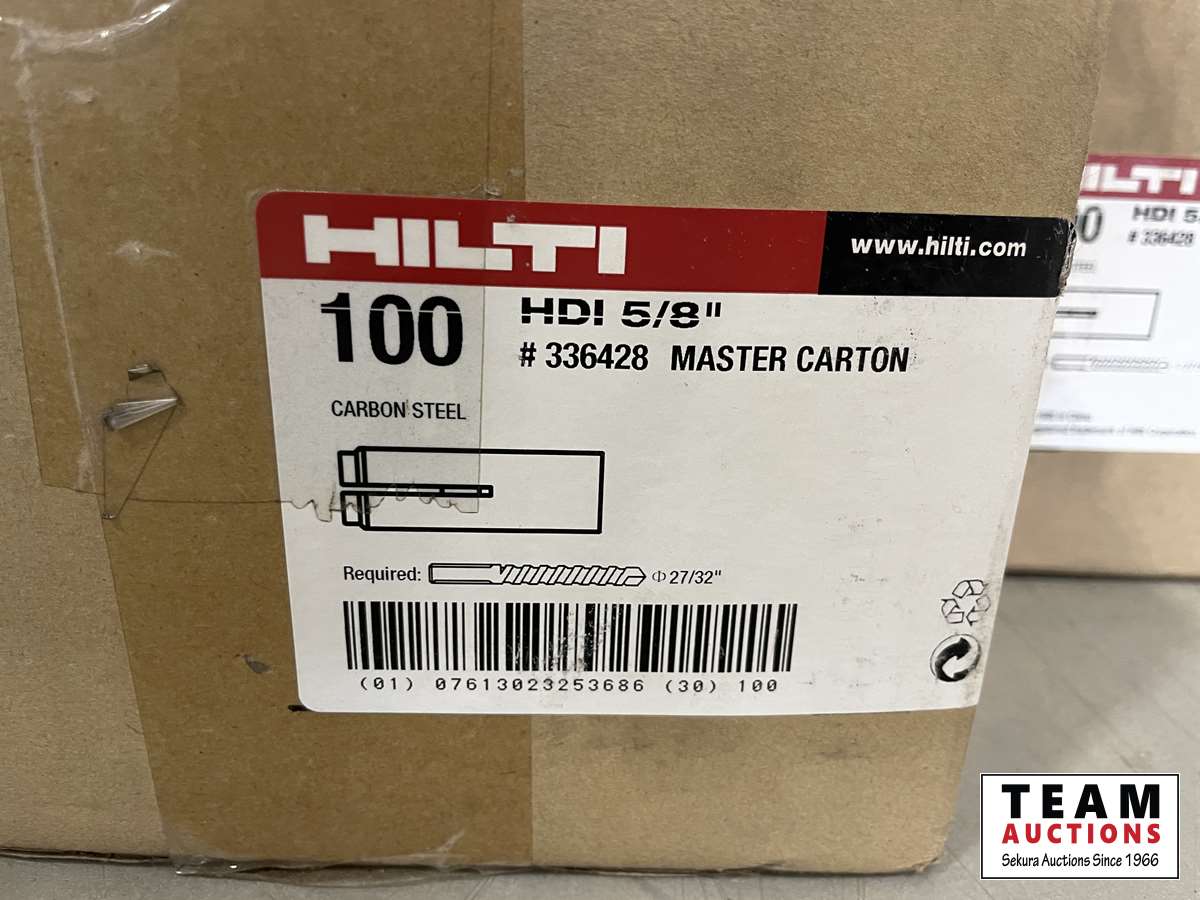 HILTI
www.hilti.com
100
HDI 5/8"
# 336428 MASTER CARTON
CARBON STEEL
Required: Φ 27/32"
(01) 07613023253686 (30) 100
HILTI
HDI 5
# 336428
TEAM
AUCTIONS
Sekura Auctions Since 1966